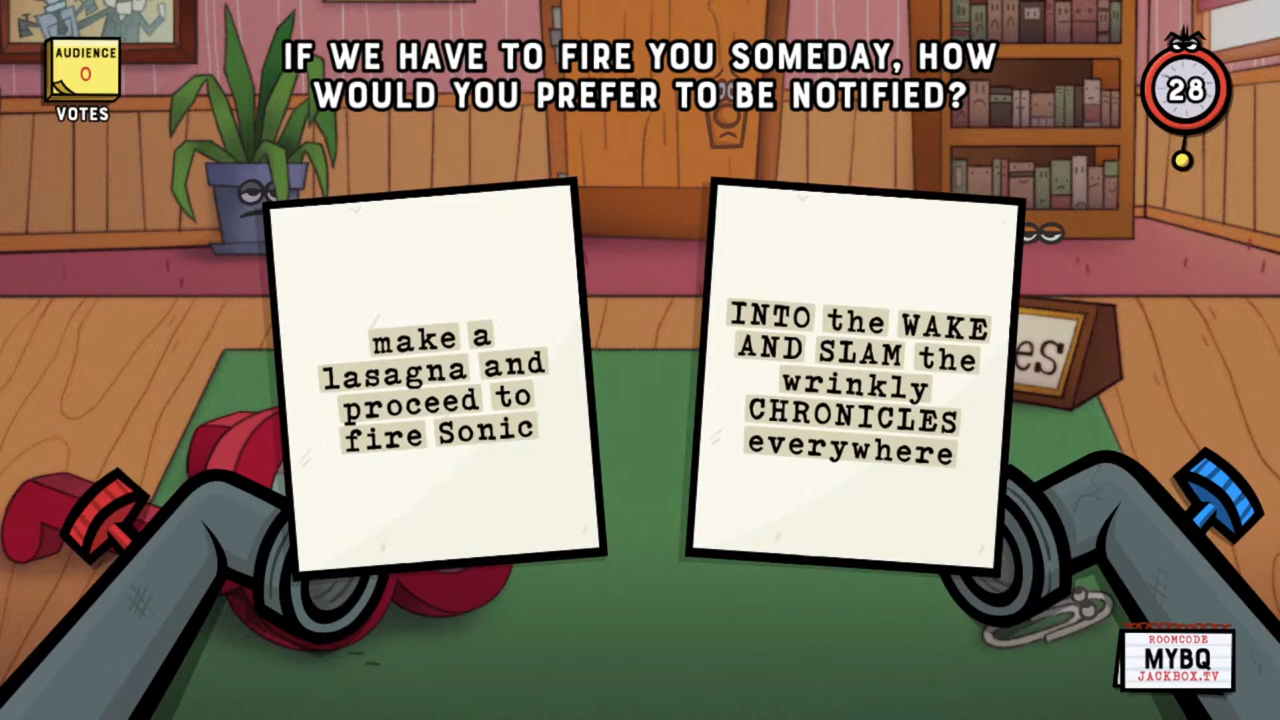 AUDIENCE
0
VOTES
IF WE HAVE TO FIRE YOU SOMEDAY, HOW
WOULD YOU PREFER TO BE NOTIFIED?
28
make a
lasagna and
proceed to
fire Sonic
INTO the WAKE
AND SLAM the
wrinkly
CHRONICLES
everywhere
es
ROOMCODE
MYBQ
JACKBOX.TV